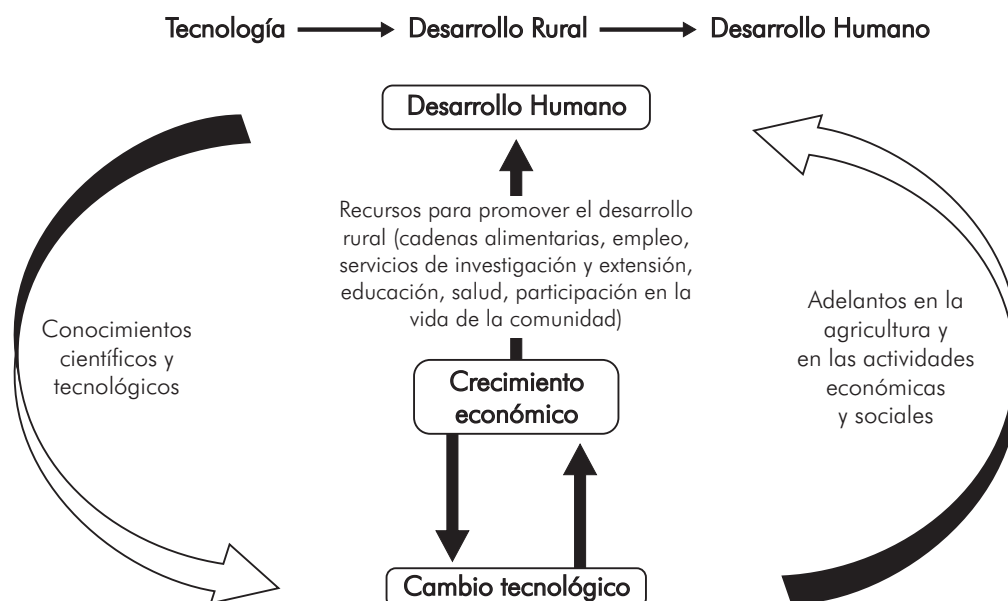 Tecnología Desarrollo Rural Desarrollo Humano
Desarrollo Humano
Recursos para promover el desarrollo
rural (cadenas alimentarias, empleo,
servicios de investigación y extensión,
educación, salud, participación en la
vida de la comunidad)
Conocimientos
científicos y
tecnológicos
Adelantos en la
agricultura y
en las actividades
económicas
y sociales
Crecimiento
económico
Cambio tecnológico